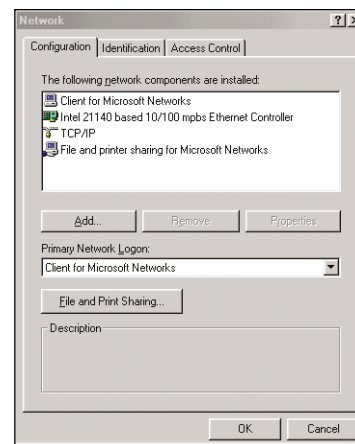 Network
Configuration Identification Access Control
The following network components are installed:
Client for Microsoft Networks
Intel 21140 based 10/100 mpbs Ethernet Controller
TCP/IP
File and printer sharing for Microsoft Networks
Add... Remove Properties
Primary Network Logon:
Client for Microsoft Networks
File and Print Sharing...
Description
OK Cancel